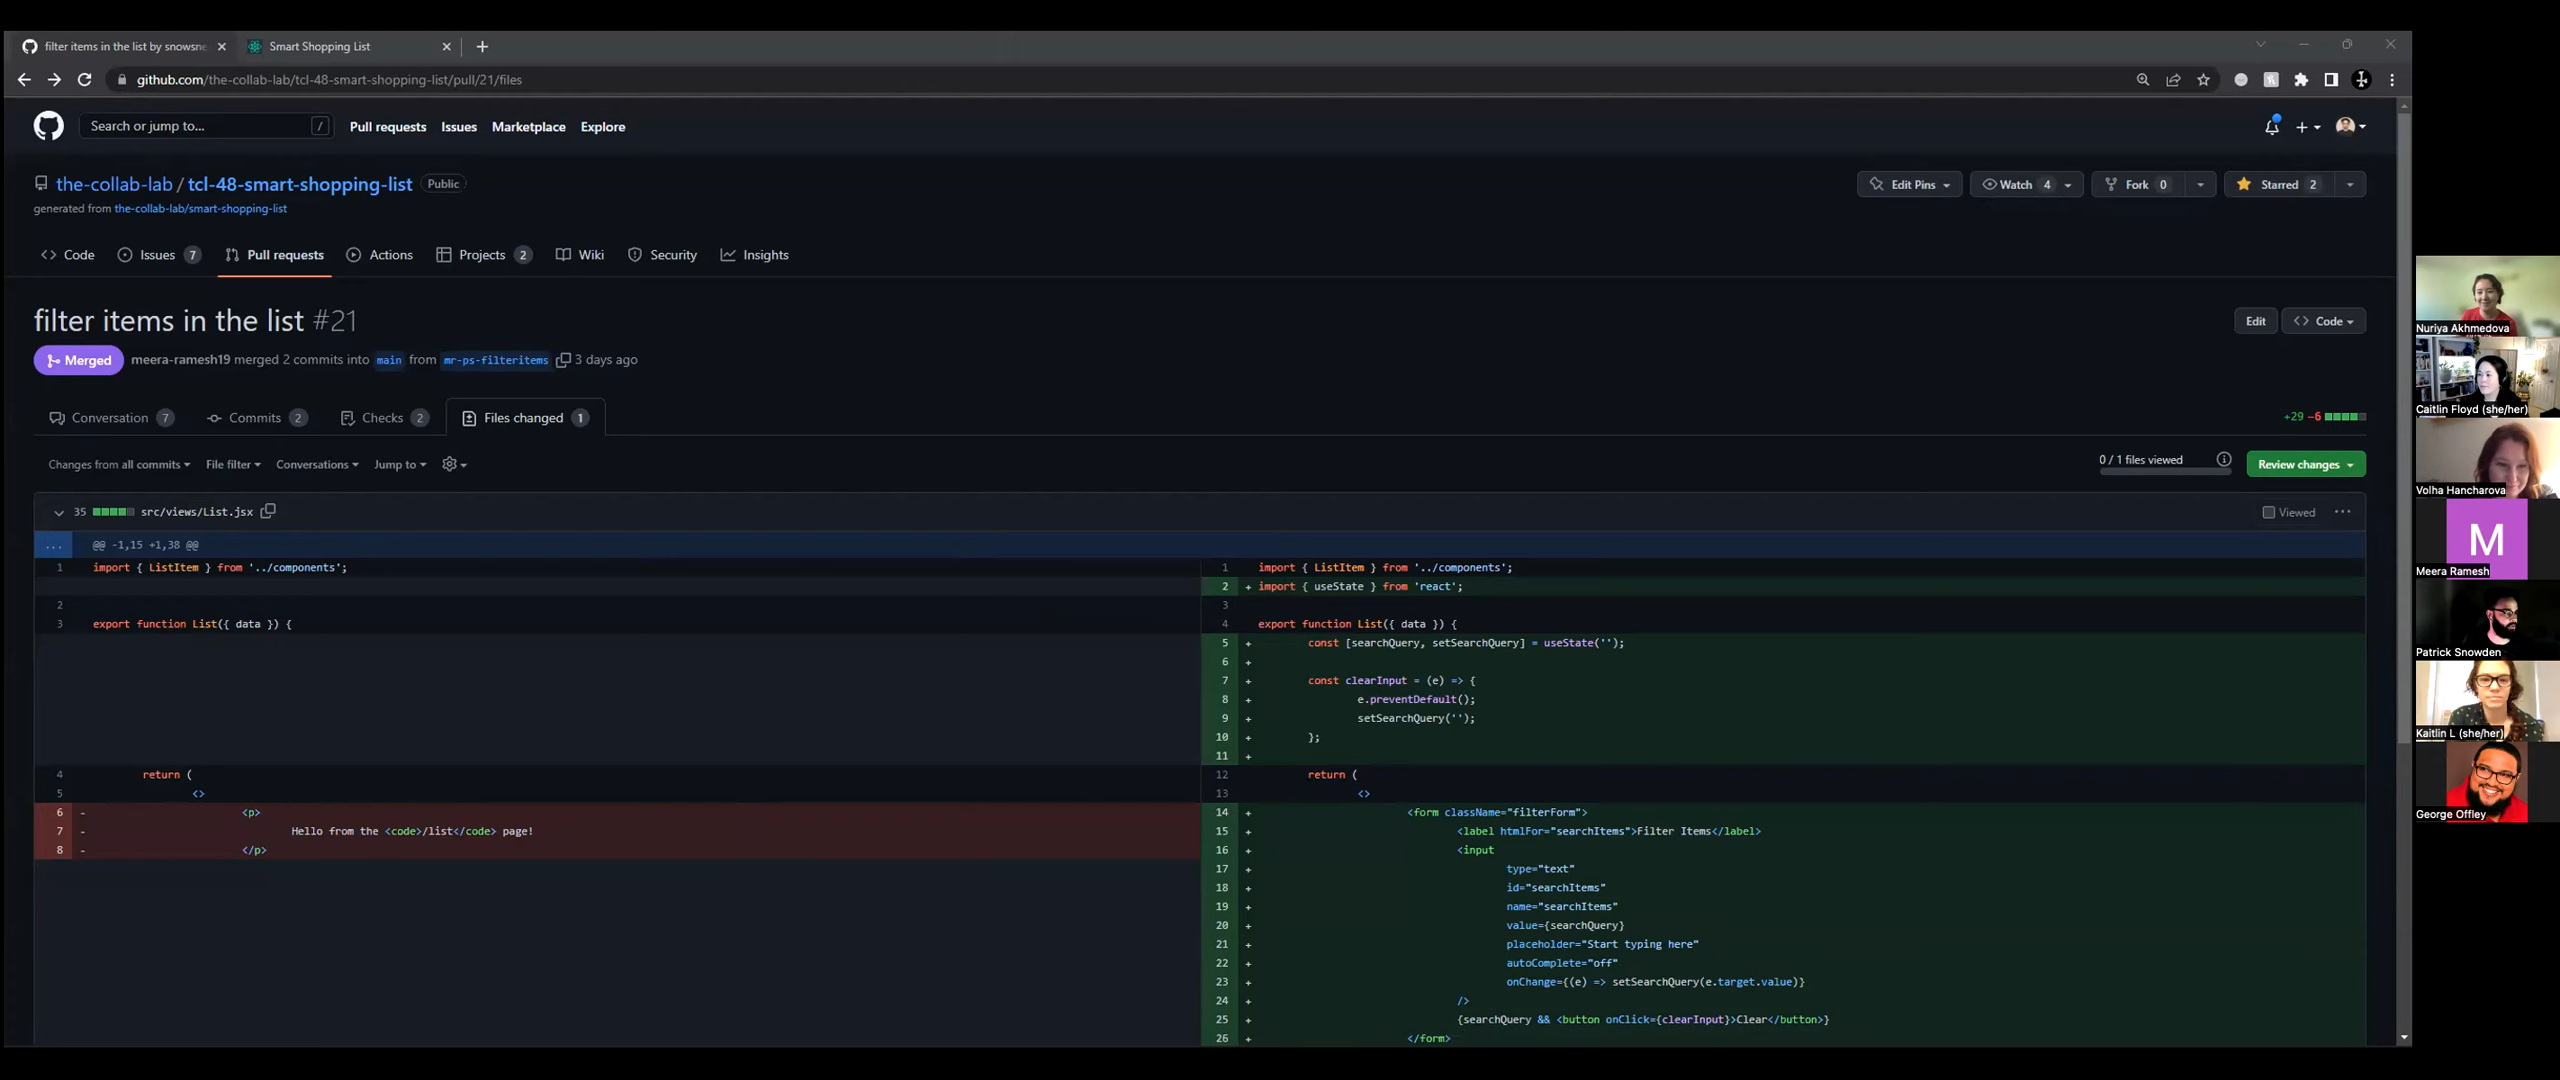 filter items in the list by snowsne
Smart Shopping List
github.com/the-collab-lab/tcl-48-smart-shopping-list/pull/21/files
Search or jump to...
/
Pull requests
Issues
Marketplace
Explore
the-collab-lab / tcl-48-smart-shopping-list
Public
Edit Pins
Watch 4
Fork 0
Starred 2
generated from the-collab-lab/smart-shopping-list
Code
Issues 7
Pull requests
Actions
Projects 2
Wiki
Security
Insights
filter items in the list #21
Edit
Code
Merged
meera-ramesh19 merged 2 commits into main from mr-ps-filteritems 3 days ago
Conversation 7
Commits 2
Checks 2
Files changed 1
+29 −6
Changes from all commits
File filter
Conversations
Jump to
0 / 1 files viewed
Review changes
35 src/views/List.jsx
Viewed
@@ -1,15 +1,38 @@
1 import { ListItem } from '../components';
2
3 export function List({ data }) {
4 return (
5 <>
6 - <p>
7 - Hello from the <code>/list</code> page!
8 - </p>
1 import { ListItem } from '../components';
2 + import { useState } from 'react';
3
4 export function List({ data }) {
5 + const [searchQuery, setSearchQuery] = useState('');
6 +
7 + const clearInput = (e) => {
8 + e.preventDefault();
9 + setSearchQuery('');
10 + };
11 +
12 return (
13 <>
14 + <form className="filterForm">
15 + <label htmlFor="searchItems">Filter Items</label>
16 + <input
17 + type="text"
18 + id="searchItems"
19 + name="searchItems"
20 + value={searchQuery}
21 + placeholder="Start typing here"
22 + autoComplete="off"
23 + onChange={(e) => setSearchQuery(e.target.value)}
24 + />
25 + {searchQuery && <button onClick={clearInput}>Clear</button>}
26 + </form>
Nuriya Akhmedova
Caitlin Floyd (she/her)
Volha Hancharova
M
Meera Ramesh
Patrick Snowden
Kaitlin L (she/her)
George Offley